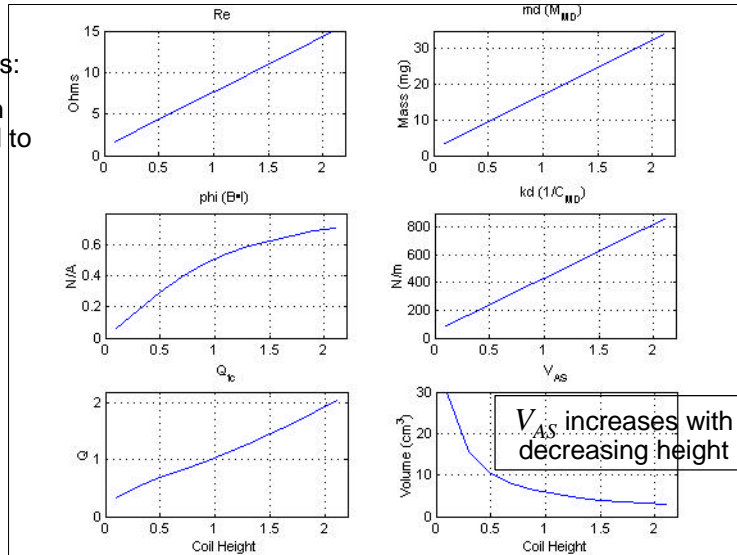 s:
n
to
Re
md (M_MD)
Ohms
15
10
5
0
0 0.5 1 1.5 2
Mass (mg)
30
20
10
0
0 0.5 1 1.5 2
phi (B•l)
kd (1/C_MD)
N/A
0.6
0.4
0.2
0
0 0.5 1 1.5 2
N/m
800
600
400
200
0 0.5 1 1.5 2
Q_tc
V_AS
Q
2
1
0
0 0.5 1 1.5 2
Coil Height
Volume (cm³)
30
20
10
0
0 0.5 1 1.5 2
Coil Height
V_AS increases with
decreasing height